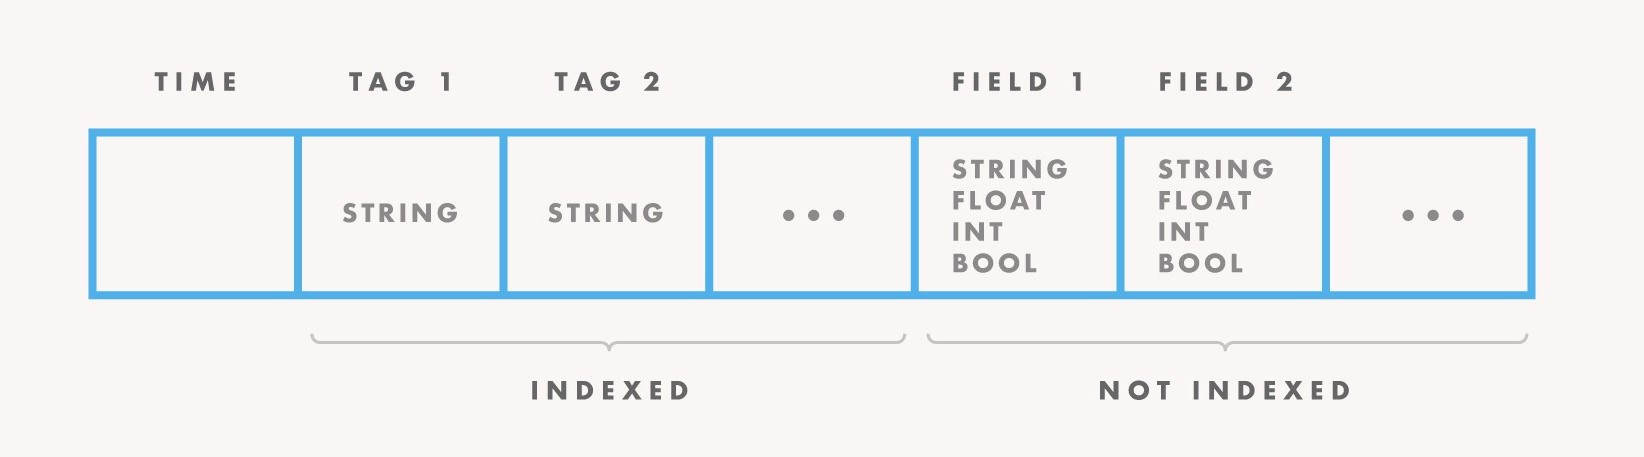 TIME TAG 1 TAG 2 FIELD 1 FIELD 2
STRING
STRING
•••
STRING
FLOAT
INT
BOOL
STRING
FLOAT
INT
BOOL
•••
INDEXED
NOT INDEXED